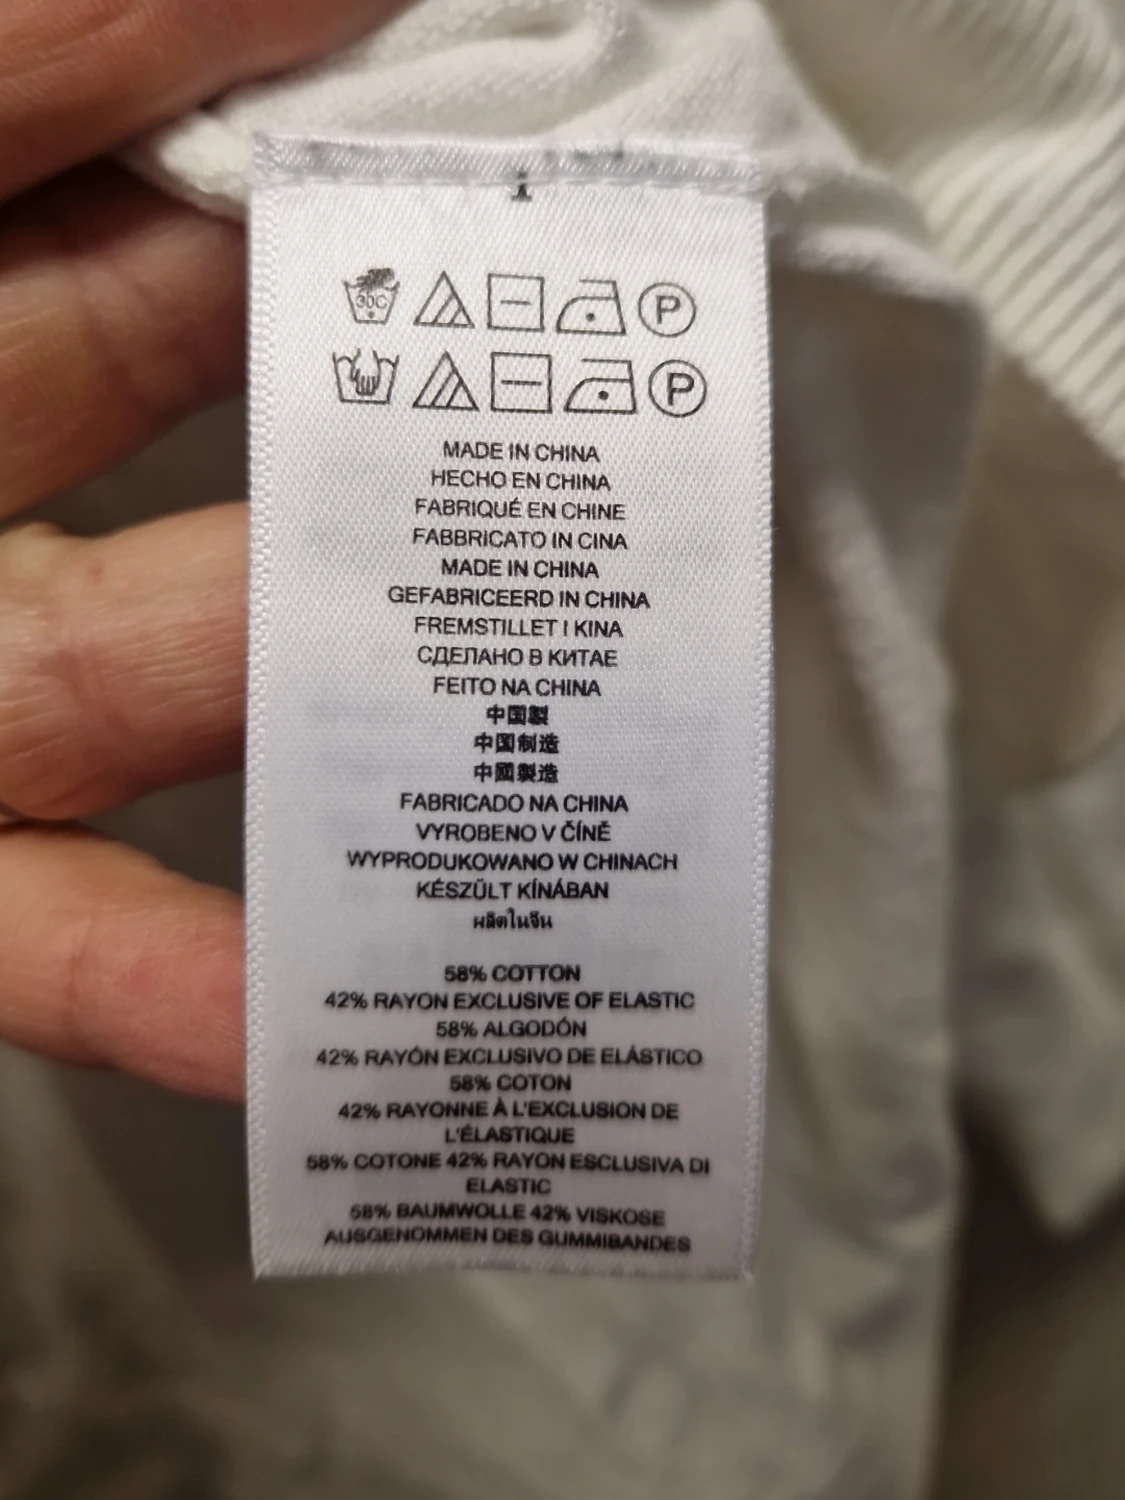 30C
P
P
MADE IN CHINA
HECHO EN CHINA
FABRIQUÉ EN CHINE
FABBRICATO IN CINA
MADE IN CHINA
GEFABRICEERD IN CHINA
FREMSTILLET I KINA
СДЕЛАНО В КИТАЕ
FEITO NA CHINA
中国製
中国制造
中國製造
FABRICADO NA CHINA
VYROBENO V ČÍNĚ
WYPRODUKOWANO W CHINACH
KÉSZÜLT KÍNÁBAN
ผลิตในจีน
58% COTTON
42% RAYON EXCLUSIVE OF ELASTIC
58% ALGODÓN
42% RAYÓN EXCLUSIVO DE ELÁSTICO
58% COTON
42% RAYONNE À L'EXCLUSION DE
L'ÉLASTIQUE
58% COTONE 42% RAYON ESCLUSIVA DI
ELASTIC
58% BAUMWOLLE 42% VISKOSE
AUSGENOMMEN DES GUMMIBANDES